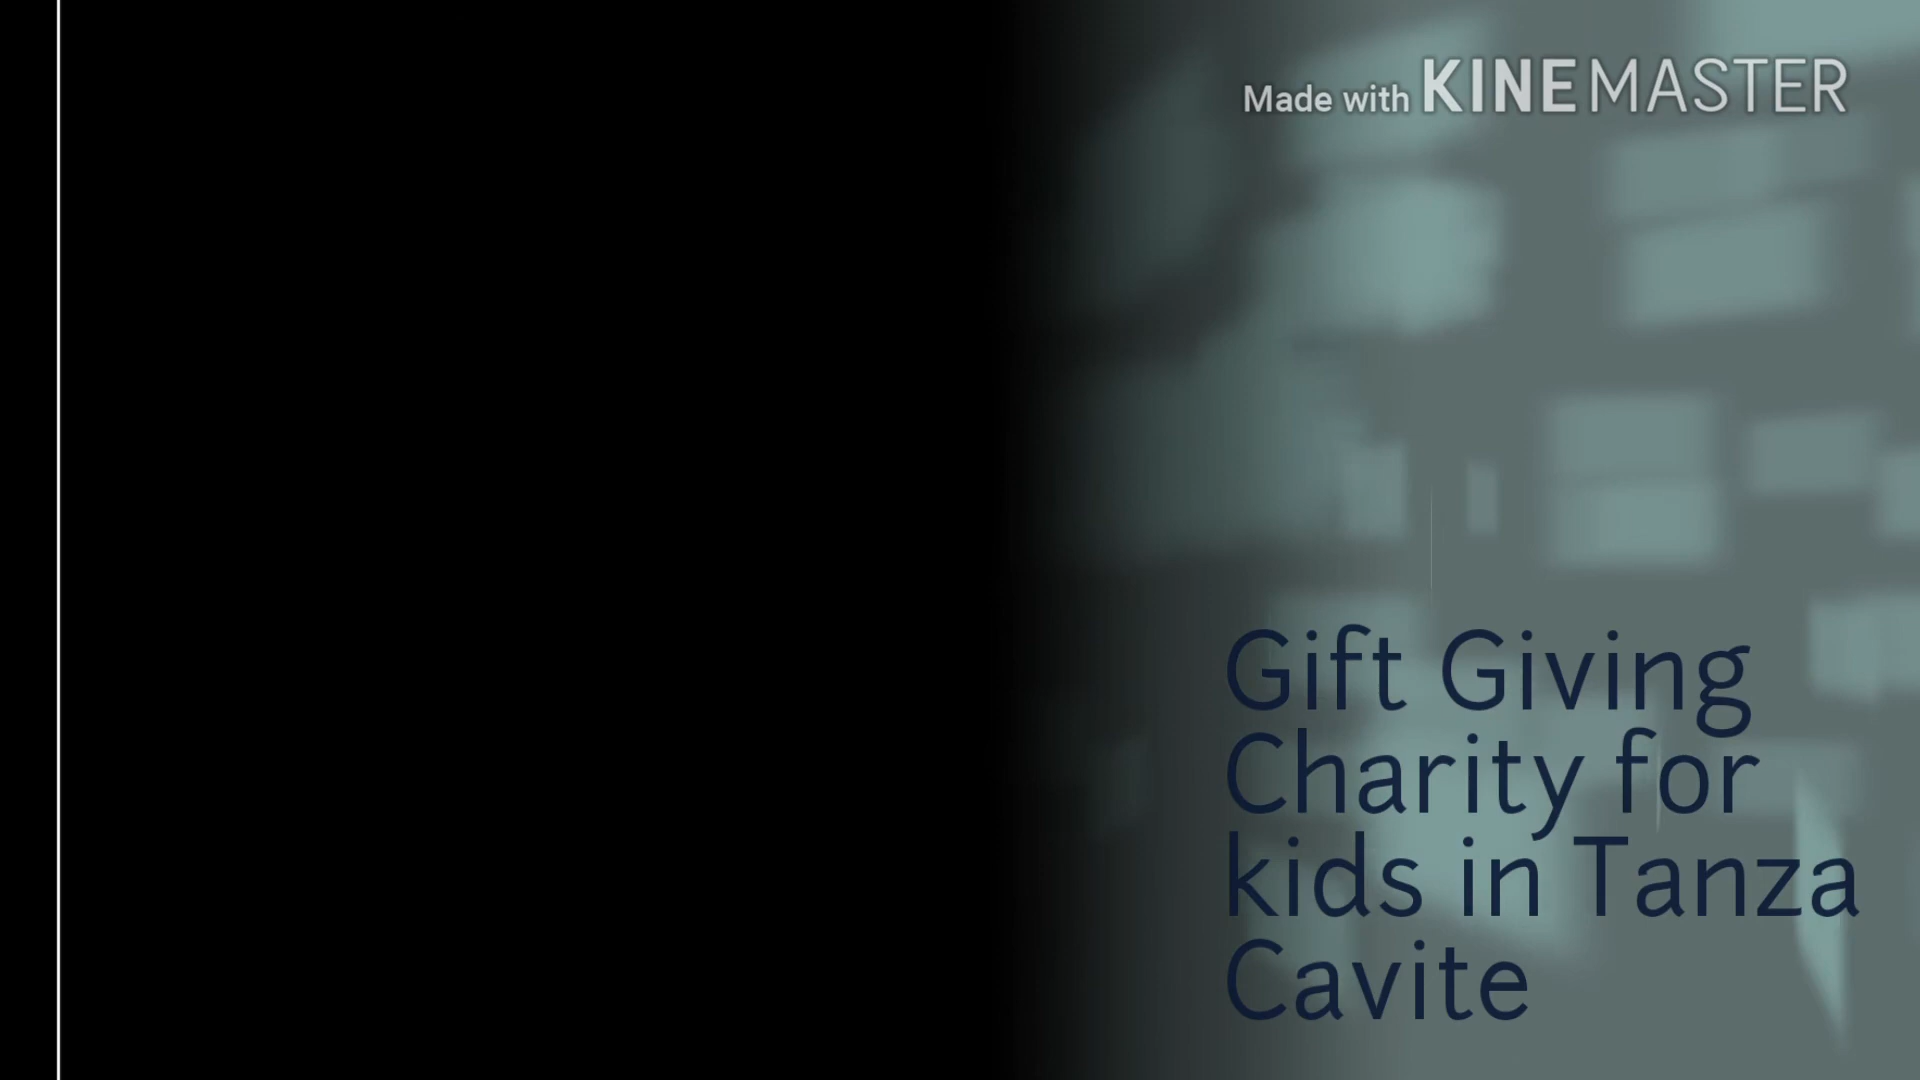 Made with KINEMASTER
Gift Giving
Charity for
kids in Tanza
Cavite